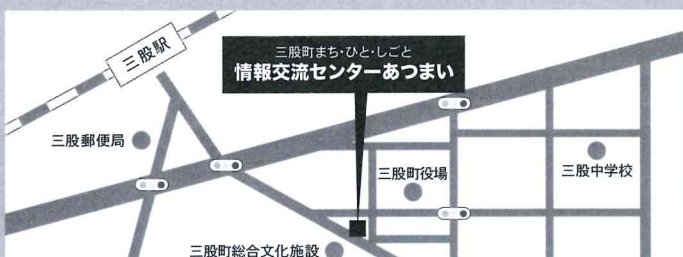 三股駅
三股町まち・ひと・しごと
情報交流センターあつまい
三股郵便局
三股町役場
三股中学校
三股町総合文化施設